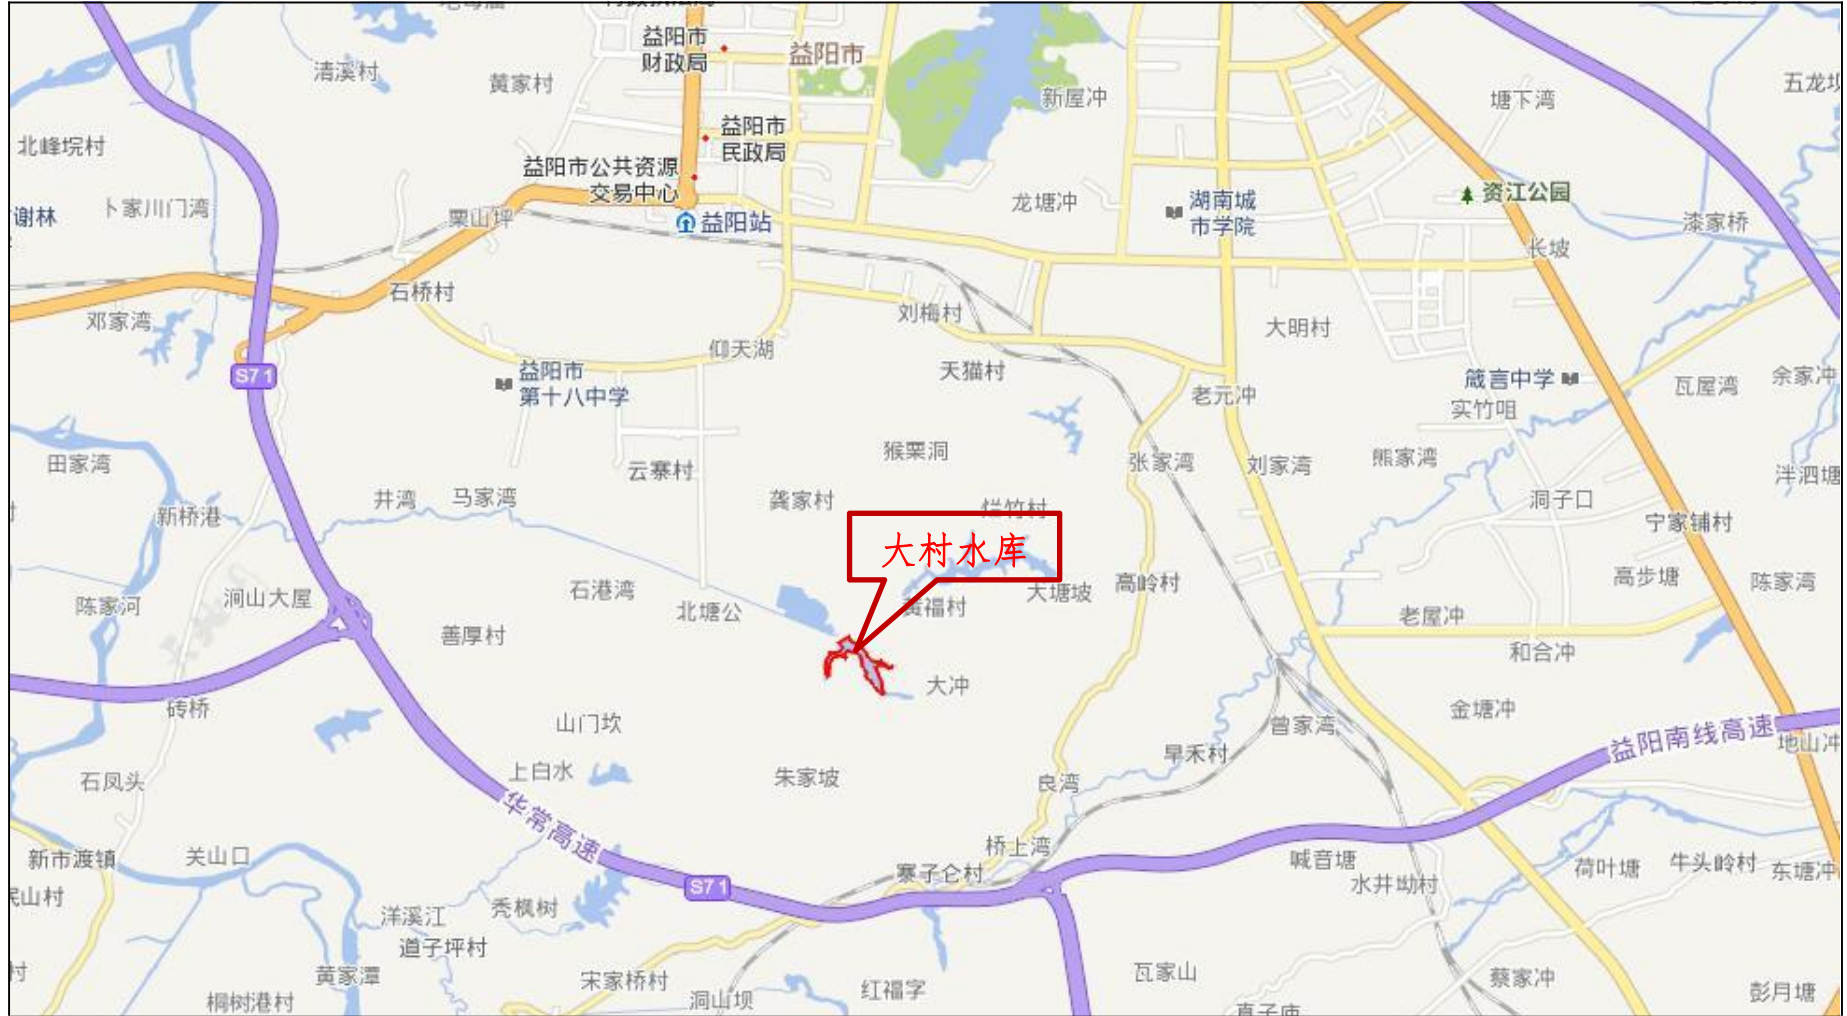 益阳市
财政局
益阳市
清溪村
黄家村
新屋冲
塘下湾
北峰垸村
益阳市
民政局
益阳市公共资源
交易中心
谢林
卜家川门湾
栗山坪
益阳站
龙塘冲
湖南城
市学院
资江公园
漆家桥
长坡
石桥村
邓家湾
刘梅村
大明村
仰天湖
S71
益阳市
第十八中学
天猫村
老元冲
箴言中学
实竹咀
瓦屋湾
余家冲
田家湾
云寨村
猴栗洞
张家湾
刘家湾
熊家湾
泮泗塘
井湾
马家湾
龚家村
新桥港
洞子口
宁家铺村
大村水库
石港湾
北塘公
大塘坡
高岭村
高步塘
陈家湾
陈家河
涧山大屋
善厚村
黄福村
老屋冲
和合冲
大冲
砖桥
山门坎
金塘冲
曾家湾
益阳南线高速
地山冲
石凤头
上白水
朱家坡
早禾村
良湾
华常高速
桥上湾
新市渡镇
关山口
寨子仑村
S71
喊音塘
水井坳村
荷叶塘
牛头岭村
东塘冲
洋溪江
秃枫树
道子坪村
黄家潭
宋家桥村
洞山坝
红福字
瓦家山
蔡家冲
彭月塘
桐树港村